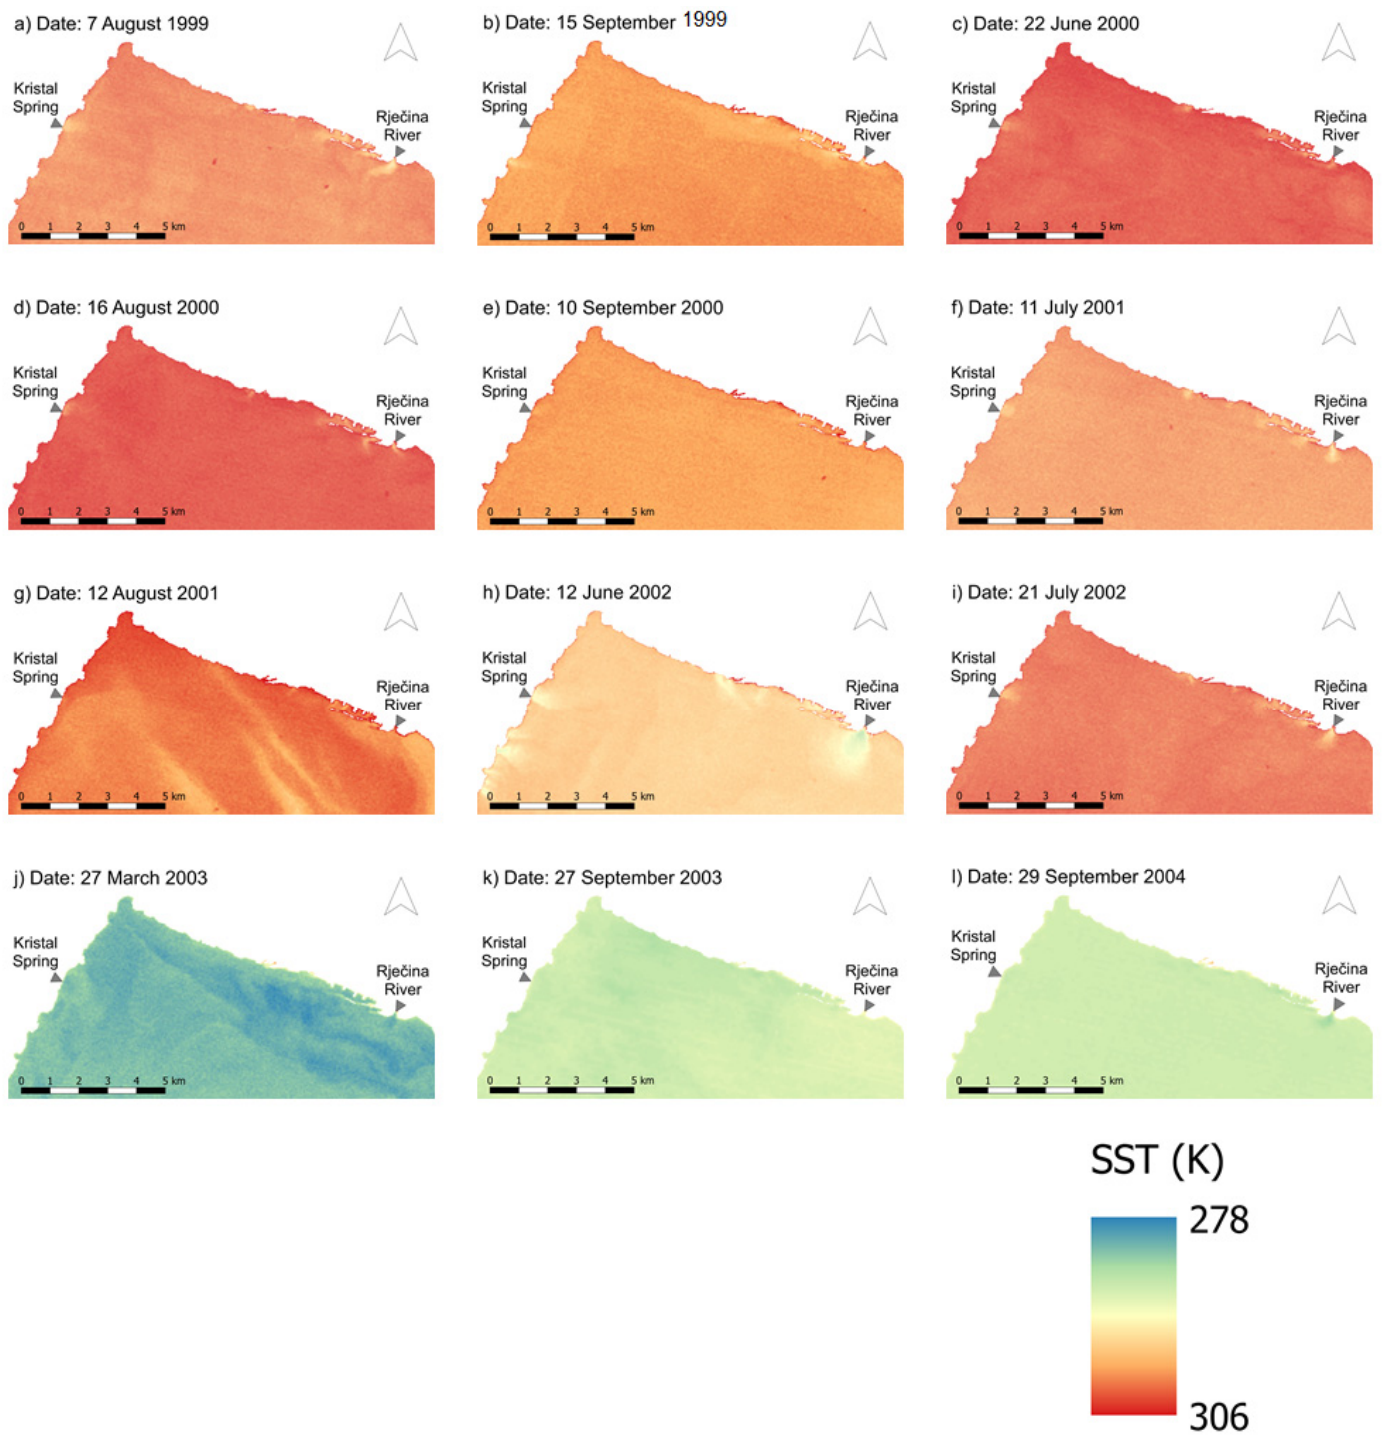 a) Date: 7 August 1999
Kristal
Spring
Rječina
River
0 1 2 3 4 5 km
b) Date: 15 September 1999
Kristal
Spring
Rječina
River
0 1 2 3 4 5 km
c) Date: 22 June 2000
Kristal
Spring
Rječina
River
0 1 2 3 4 5 km
d) Date: 16 August 2000
Kristal
Spring
Rječina
River
0 1 2 3 4 5 km
e) Date: 10 September 2000
Kristal
Spring
Rječina
River
0 1 2 3 4 5 km
f) Date: 11 July 2001
Kristal
Spring
Rječina
River
0 1 2 3 4 5 km
g) Date: 12 August 2001
Kristal
Spring
Rječina
River
0 1 2 3 4 5 km
h) Date: 12 June 2002
Kristal
Spring
Rječina
River
0 1 2 3 4 5 km
i) Date: 21 July 2002
Kristal
Spring
Rječina
River
0 1 2 3 4 5 km
j) Date: 27 March 2003
Kristal
Spring
Rječina
River
0 1 2 3 4 5 km
k) Date: 27 September 2003
Kristal
Spring
Rječina
River
0 1 2 3 4 5 km
l) Date: 29 September 2004
Kristal
Spring
Rječina
River
0 1 2 3 4 5 km
SST (K)
278
306